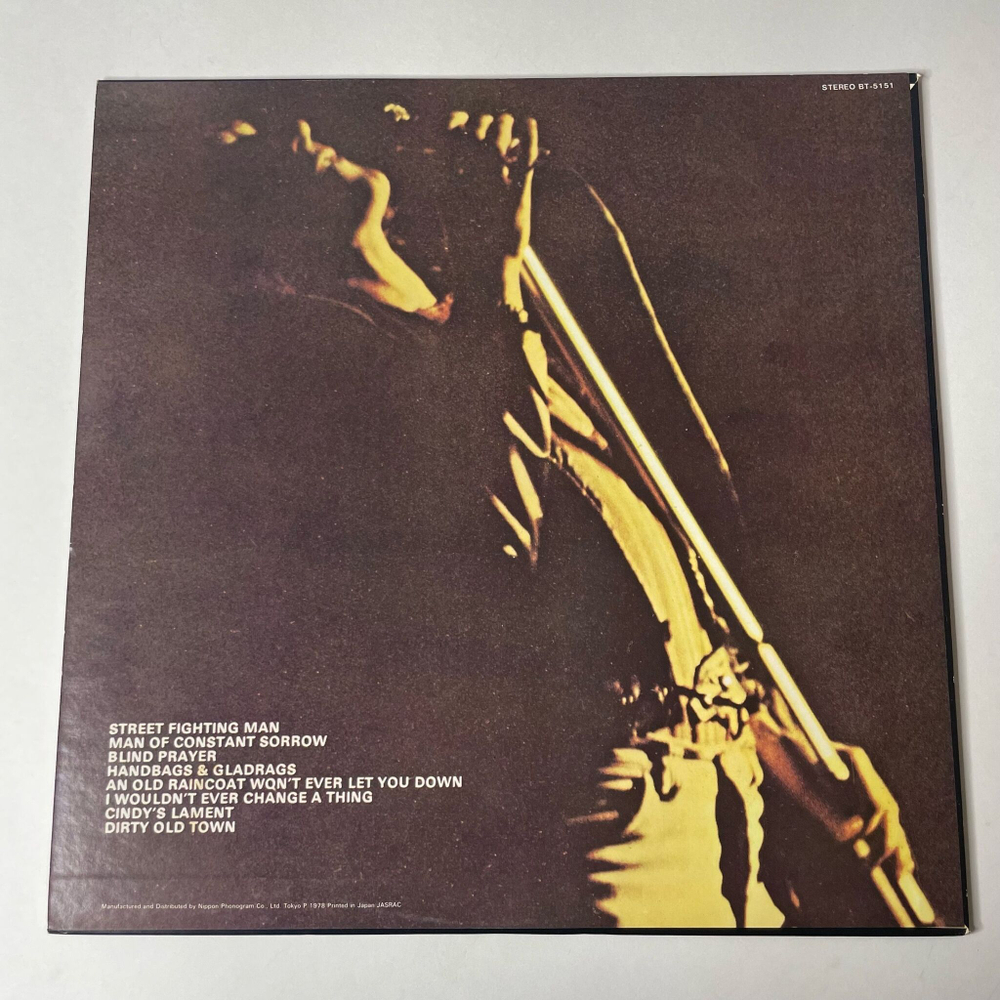 STEREO BT-5151
STREET FIGHTING MAN
MAN OF CONSTANT SORROW
BLIND PRAYER
HANDBAGS & GLADRAGS
AN OLD RAINCOAT WON'T EVER LET YOU DOWN
I WOULDN'T EVER CHANGE A THING
CINDY'S LAMENT
DIRTY OLD TOWN
Manufactured and Distributed by Nippon Phonogram Co., Ltd. Tokyo P 1978 Printed in Japan JASRAC